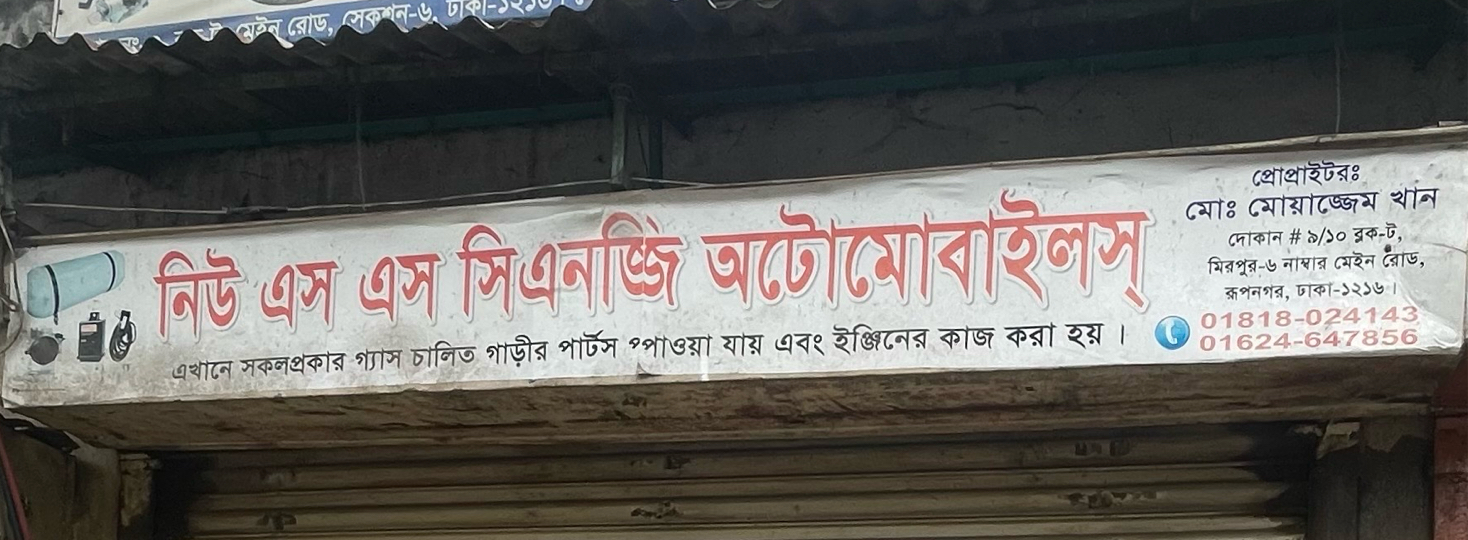 মেইন রোড, সেকশন-৬, ঢাকা-১২১৬
নিউ এস এস সিএনজি অটোমোবাইলস্
এখানে সকলপ্রকার গ্যাস চালিত গাড়ীর পার্টস পাওয়া যায় এবং ইঞ্জিনের কাজ করা হয় ।
প্রোপ্রাইটরঃ
মোঃ মোয়াজ্জেম খান
দোকান # ৯/১০ ব্লক-ট,
মিরপুর-৬ নাম্বার মেইন রোড,
রূপনগর, ঢাকা-১২১৬ ।
01818-024143
01624-647856